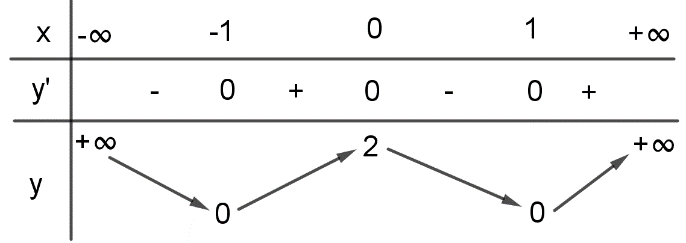 x -∞ -1 0 1 +∞
y' - 0 + 0 - 0 +
+∞ 2 +∞
y
0 0